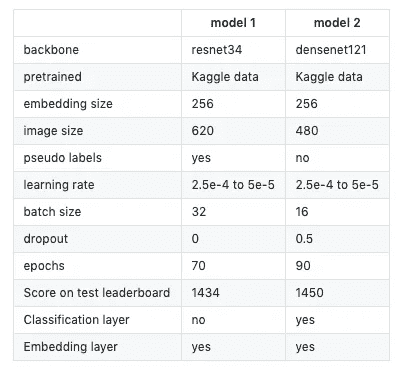 model 1 model 2
backbone resnet34 densenet121
pretrained Kaggle data Kaggle data
embedding size 256 256
image size 620 480
pseudo labels yes no
learning rate 2.5e-4 to 5e-5 2.5e-4 to 5e-5
batch size 32 16
dropout 0 0.5
epochs 70 90
Score on test leaderboard 1434 1450
Classification layer no yes
Embedding layer yes yes